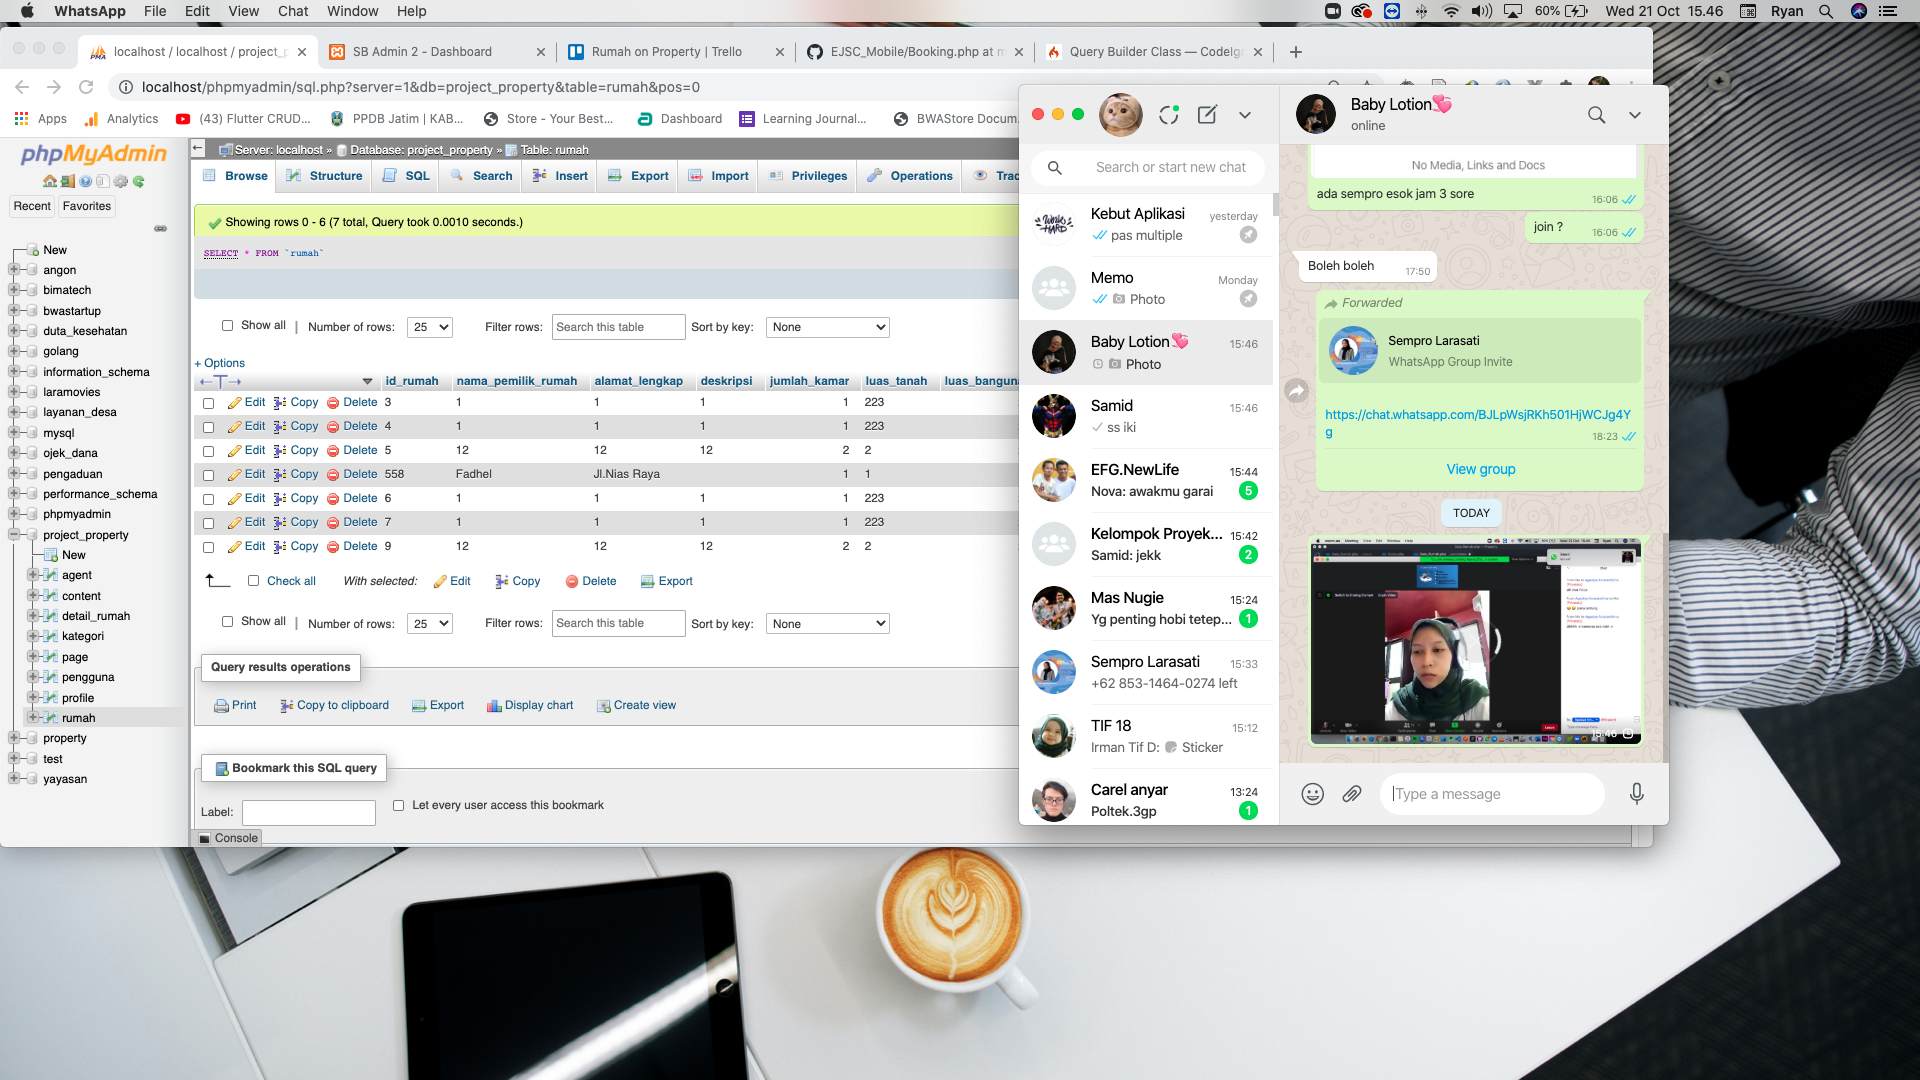 WhatsApp File Edit View Chat Window Help
60% Wed 21 Oct 15.46 Ryan
localhost / localhost / project_p
SB Admin 2 - Dashboard
Rumah on Property | Trello
EJSC_Mobile/Booking.php at m
Query Builder Class — CodeIg
localhost/phpmyadmin/sql.php?server=1&db=project_property&table=rumah&pos=0
Apps
Analytics
(43) Flutter CRUD...
PPDB Jatim | KAB...
Store - Your Best...
Dashboard
Learning Journal...
BWAStore Docum.
phpMyAdmin
Recent
Favorites
New
angon
bimatech
bwastartup
duta_kesehatan
golang
information_schema
laramovies
layanan_desa
mysql
ojek_dana
pengaduan
performance_schema
phpmyadmin
project_property
New
agent
content
detail_rumah
kategori
page
pengguna
profile
rumah
property
test
yayasan
Server: localhost » Database: project_property » Table: rumah
Browse Structure SQL Search Insert Export Import Privileges Operations Trac
Showing rows 0 - 6 (7 total, Query took 0.0010 seconds.)
SELECT * FROM `rumah`
Show all | Number of rows: 25 Filter rows: Search this table Sort by key: None
+ Options
id_rumah nama_pemilik_rumah alamat_lengkap deskripsi jumlah_kamar luas_tanah luas_banguna
Edit Copy Delete 3 1 1 1 1 223
Edit Copy Delete 4 1 1 1 1 223
Edit Copy Delete 5 12 12 12 2 2
Edit Copy Delete 558 Fadhel Jl.Nias Raya 1 1
Edit Copy Delete 6 1 1 1 1 223
Edit Copy Delete 7 1 1 1 1 223
Edit Copy Delete 9 12 12 12 2 2
Check all With selected: Edit Copy Delete Export
Show all | Number of rows: 25 Filter rows: Search this table Sort by key: None
Query results operations
Print Copy to clipboard Export Display chart Create view
Bookmark this SQL query
Label:
Let every user access this bookmark
Console
Search or start new chat
Kebut Aplikasi yesterday
pas multiple
Memo Monday
Photo
Baby Lotion💞 15:46
Photo
Samid 15:46
ss iki
EFG.NewLife 15:44
Nova: awakmu garai 5
Kelompok Proyek... 15:42
Samid: jekk 2
Mas Nugie 15:24
Yg penting hobi tetep... 1
Sempro Larasati 15:33
+62 853-1464-0274 left
TIF 18 15:12
Irman Tif D: Sticker
Carel anyar 13:24
Poltek.3gp 1
Baby Lotion💞
online
No Media, Links and Docs
ada sempro esok jam 3 sore
16:06
join ?
16:06
Boleh boleh
17:50
Forwarded
Sempro Larasati
WhatsApp Group Invite
https://chat.whatsapp.com/BJLpWsjRKh501HjWCJg4Y
g
18:23
View group
TODAY
15:46
Type a message